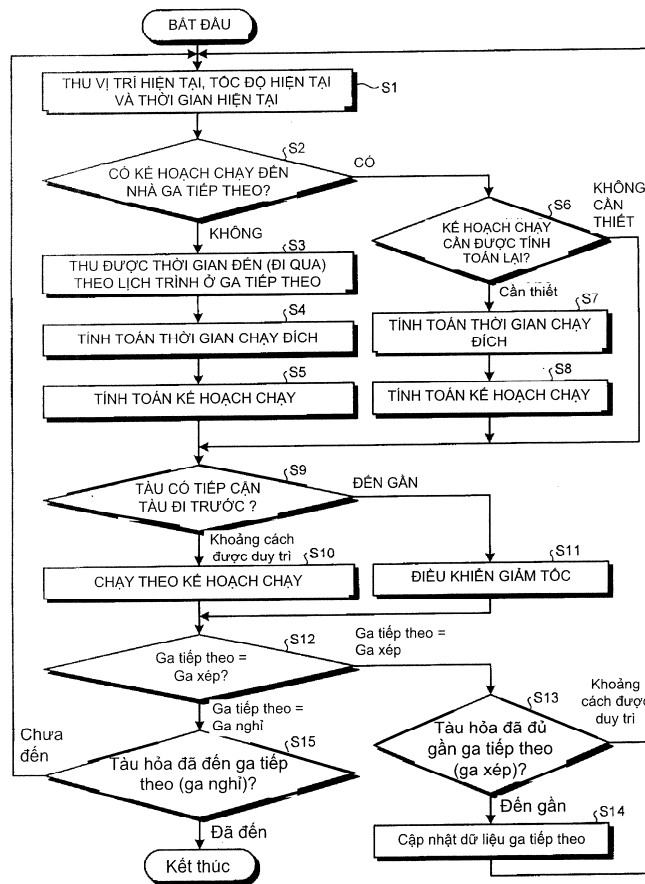 BẮT ĐẦU
THU VỊ TRÍ HIỆN TẠI, TỐC ĐỘ HIỆN TẠI
VÀ THỜI GIAN HIỆN TẠI
S1
S2
CÓ KẾ HOẠCH CHẠY ĐẾN
NHÀ GA TIẾP THEO?
CÓ
KHÔNG
S6
KẾ HOẠCH CHẠY
CẦN ĐƯỢC TÍNH
TOÁN LẠI?
KHÔNG
CẦN
THIẾT
Cần thiết
S3
THU ĐƯỢC THỜI GIAN ĐẾN (ĐI QUA)
THEO LỊCH TRÌNH Ở GA TIẾP THEO
S4
TÍNH TOÁN THỜI GIAN CHẠY ĐÍCH
S5
TÍNH TOÁN KẾ HOẠCH CHẠY
S7
TÍNH TOÁN THỜI GIAN CHẠY
ĐÍCH
S8
TÍNH TOÁN KẾ HOẠCH CHẠY
S9
TÀU CÓ TIẾP CẬN
TÀU ĐI TRƯỚC ?
ĐẾN GẦN
Khoảng cách
được duy trì
S10
CHẠY THEO KẾ HOẠCH CHẠY
S11
ĐIỀU KHIỂN GIẢM TỐC
S12
Ga tiếp theo =
Ga xép?
Ga tiếp theo =
Ga xép
Ga tiếp theo =
Ga nghỉ
S13
Tàu hỏa đã đủ
gần ga tiếp theo
(ga xép)?
Khoảng
cách được
duy trì
Đến gần
S14
Cập nhật dữ liệu ga tiếp theo
S15
Tàu hỏa đã đến ga tiếp
theo (ga nghỉ)?
Chưa
đến
Đã đến
Kết thúc